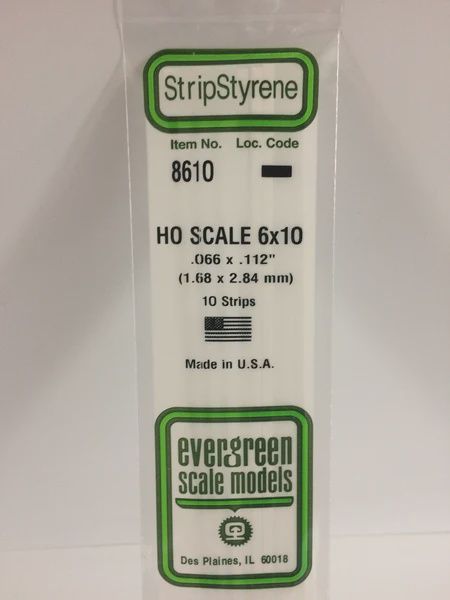 StripStyrene
Item No. Loc. Code
8610
HO SCALE 6x10
.066 x .112"
(1.68 x 2.84 mm)
10 Strips
Made in U.S.A.
evergreen
scale models
Des Plaines, IL 60018